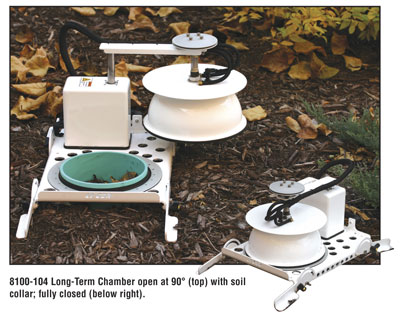 8100-104 Long-Term Chamber open at 90° (top) with soil
collar; fully closed (below right).